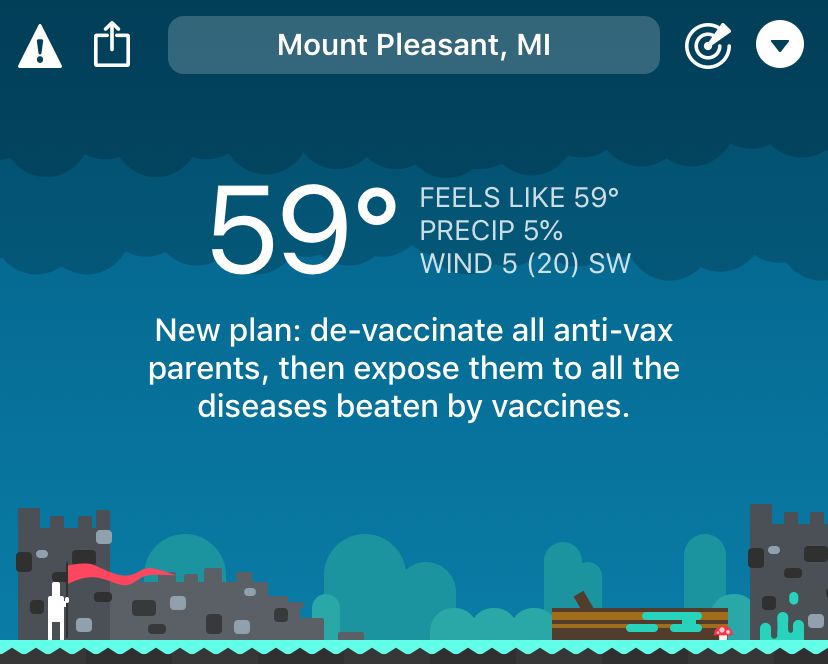 Mount Pleasant, MI
59°
FEELS LIKE 59°
PRECIP 5%
WIND 5 (20) SW
New plan: de-vaccinate all anti-vax
parents, then expose them to all the
diseases beaten by vaccines.